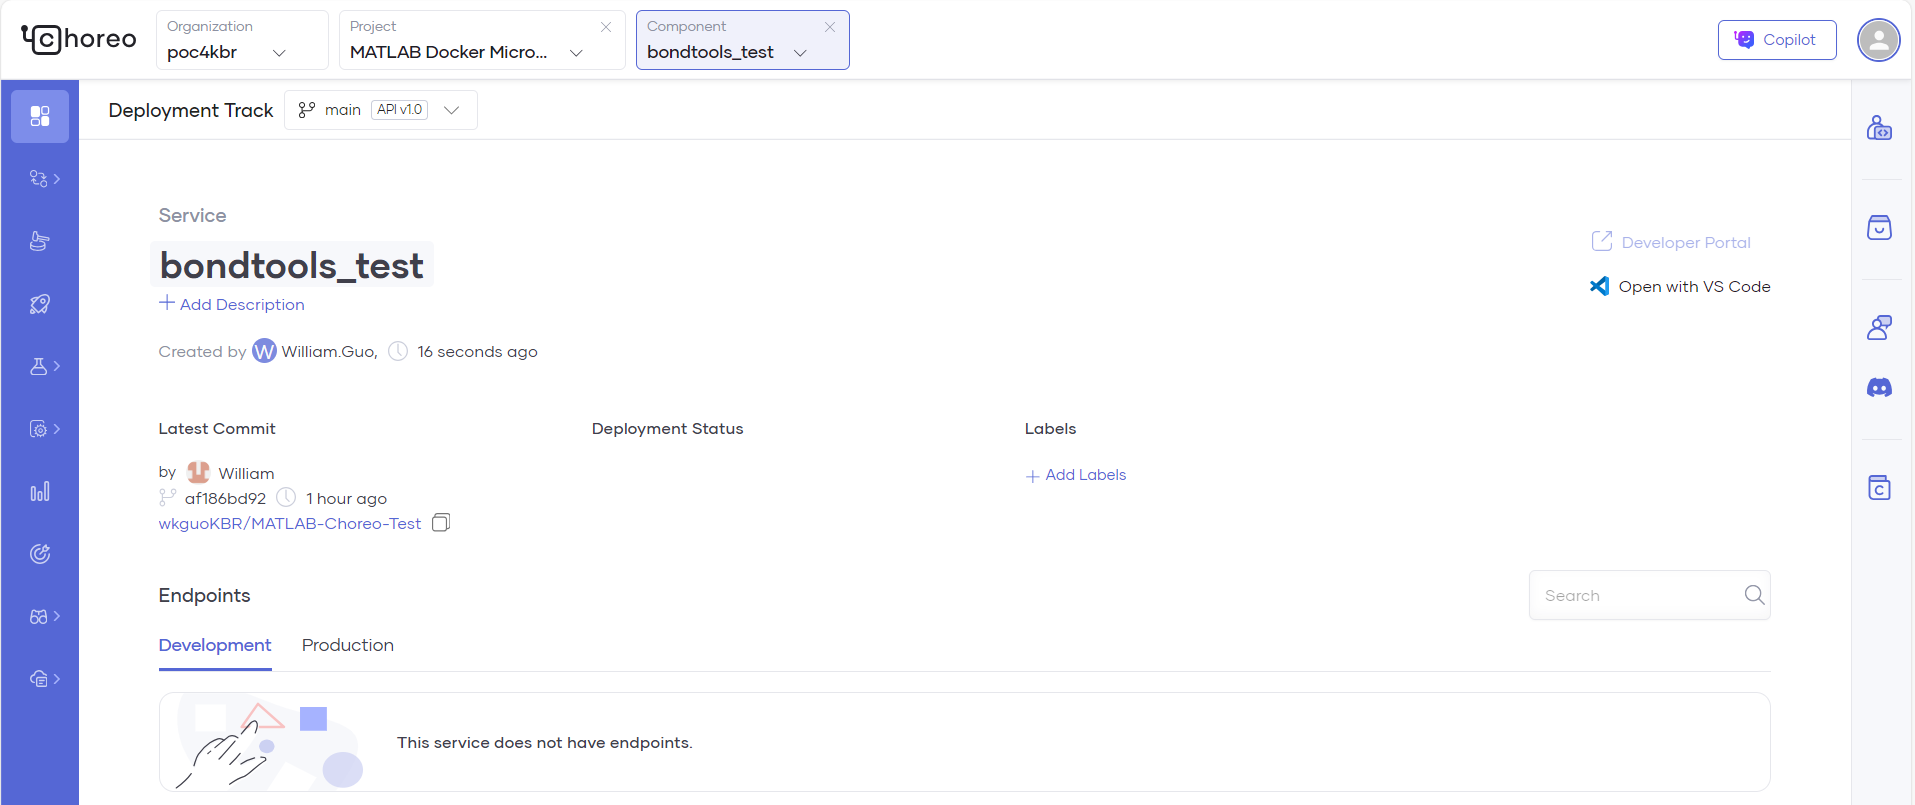 choreo
Organization
poc4kbr
Project
MATLAB Docker Micro...
Component
bondtools_test
Copilot
Deployment Track
main API v1.0
Service
bondtools_test
Developer Portal
+ Add Description
Open with VS Code
Created by W William.Guo, 16 seconds ago
Latest Commit
by William
af186bd92 1 hour ago
wkguoKBR/MATLAB-Choreo-Test
Deployment Status
Labels
+ Add Labels
Endpoints
Search
Development Production
This service does not have endpoints.